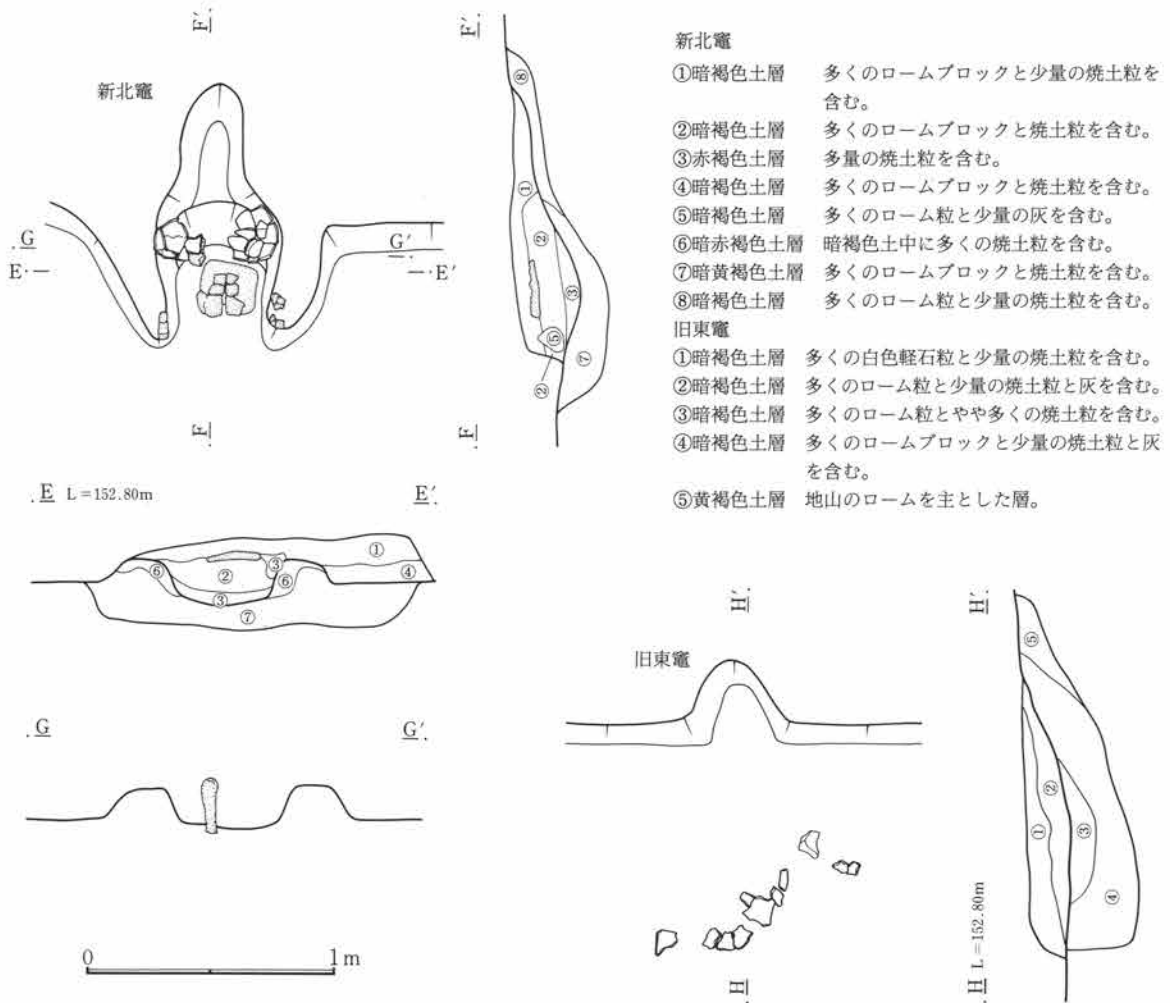 新北竈
①暗褐色土層 多くのロームブロックと少量の焼土粒を
含む。
②暗褐色土層 多くのロームブロックと焼土粒を含む。
③赤褐色土層 多量の焼土粒を含む。
④暗褐色土層 多くのロームブロックと焼土粒を含む。
⑤暗褐色土層 多くのローム粒と少量の灰を含む。
⑥暗赤褐色土層 暗褐色土中に多くの焼土粒を含む。
⑦暗黄褐色土層 多くのロームブロックと焼土粒を含む。
⑧暗褐色土層 多くのローム粒と少量の焼土粒を含む。
旧東竈
①暗褐色土層 多くの白色軽石粒と少量の焼土粒を含む。
②暗褐色土層 多くのローム粒と少量の焼土粒と灰を含む。
③暗褐色土層 多くのローム粒とやや多くの焼土粒を含む。
④暗褐色土層 多くのロームブロックと少量の焼土粒と灰
を含む。
⑤黄褐色土層 地山のロームを主とした層。
F′
新北竈
G G′
E E′
F
F′
⑧
①
②
③
⑤
⑦
②
F
E L=152.80m E′
①
②
③
④
⑥
⑥
③
⑦
G G′
0 1m
H′
旧東竈
H
H′
⑤
②
①
③
④
H L=152.80m